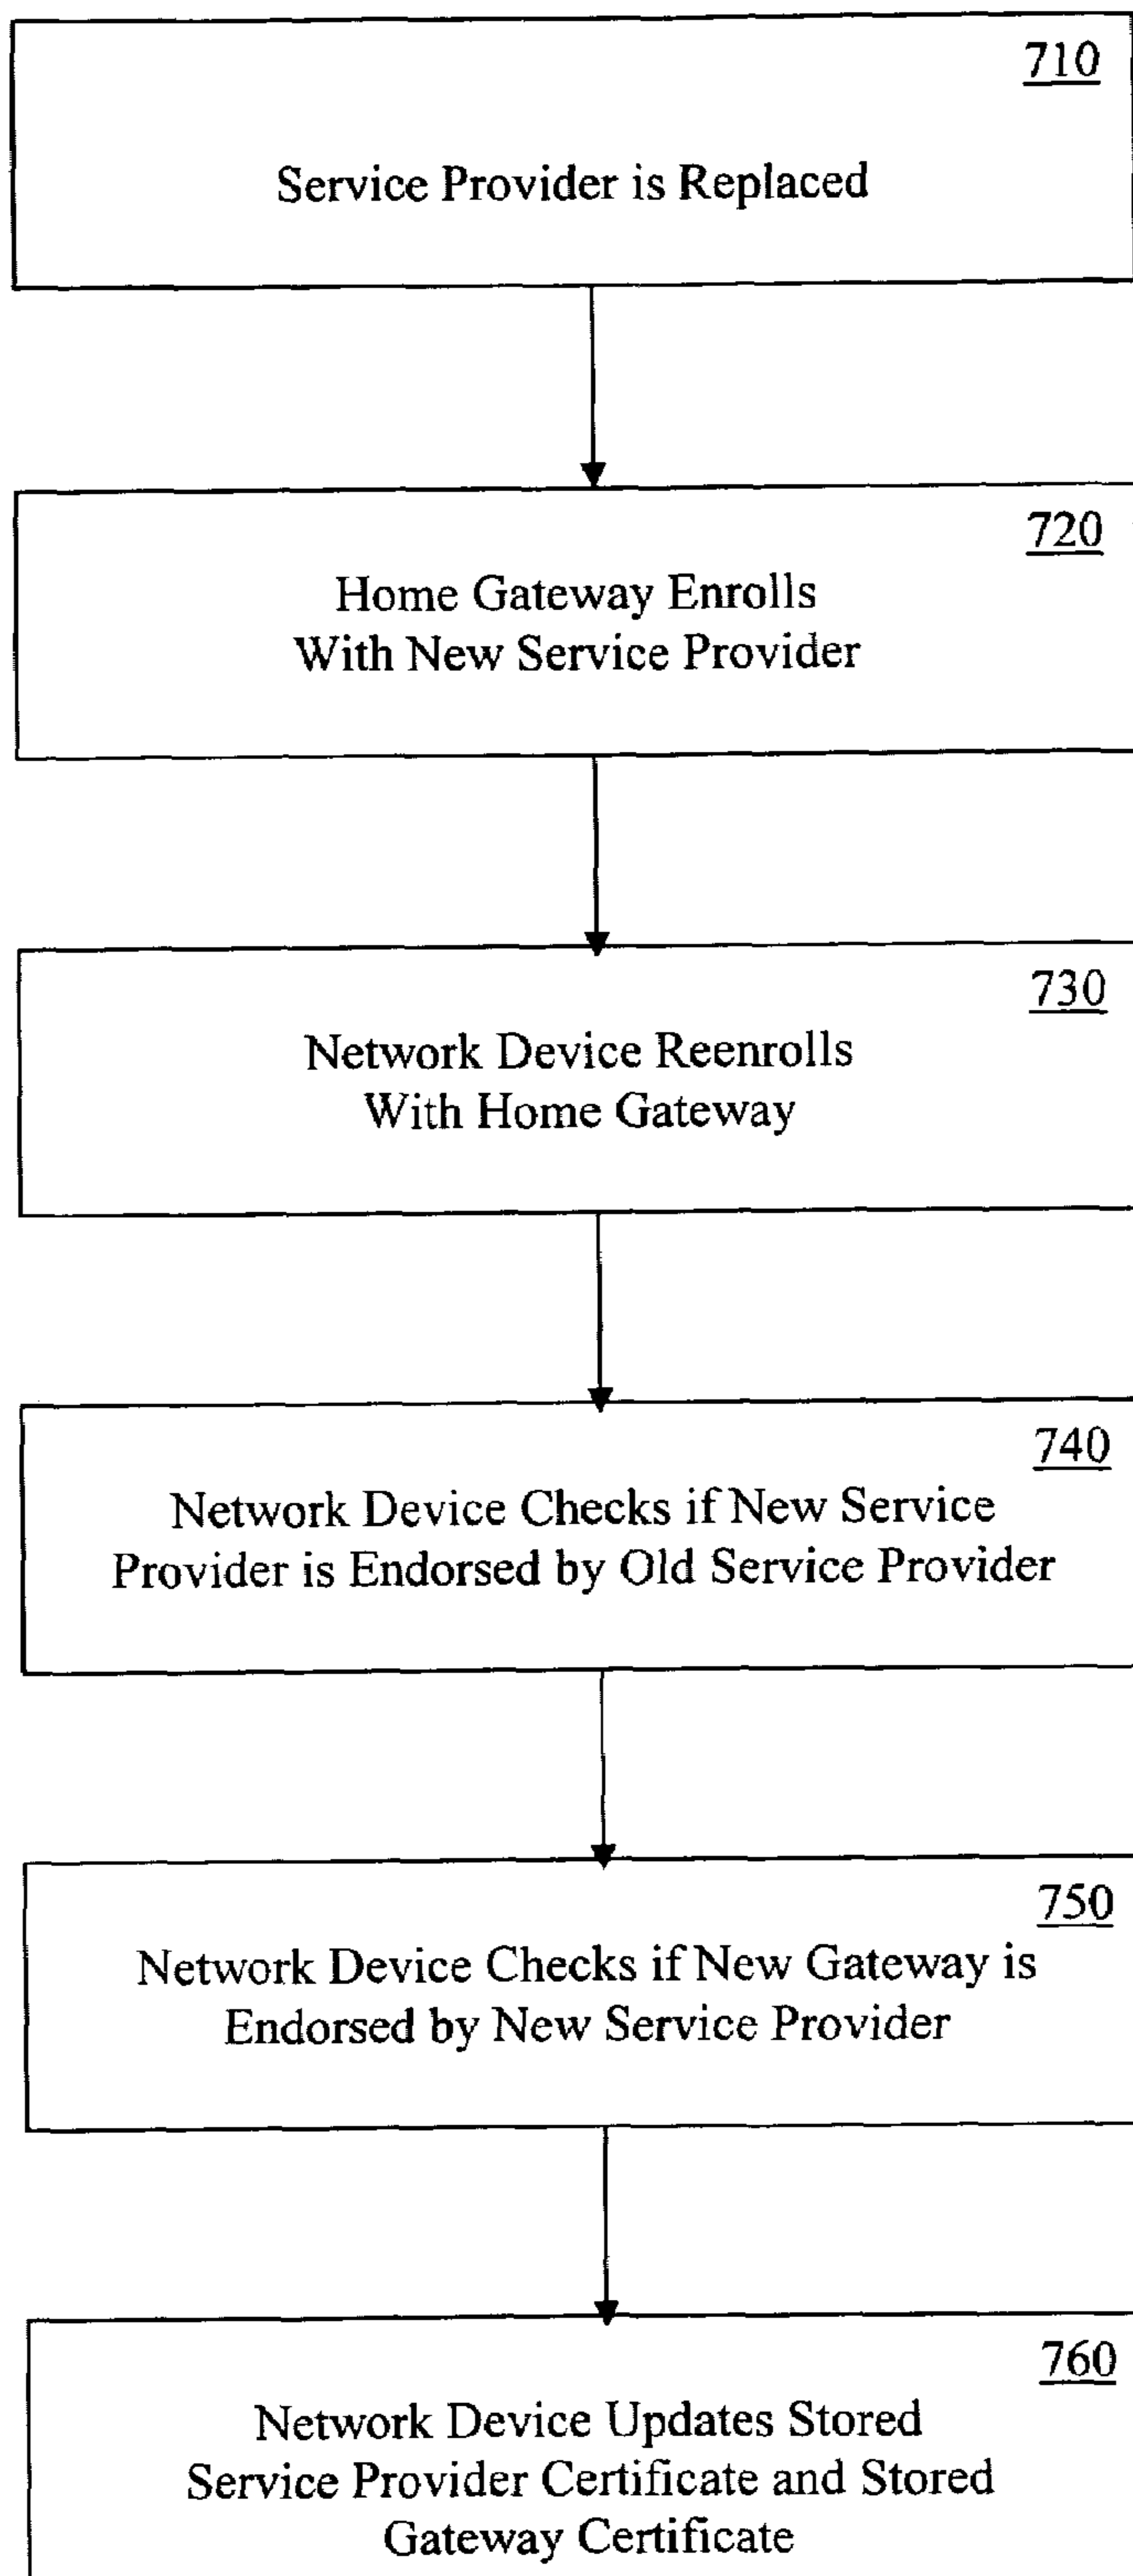 710
Service Provider is Replaced
720
Home Gateway Enrolls
With New Service Provider
730
Network Device Reenrolls
With Home Gateway
740
Network Device Checks if New Service
Provider is Endorsed by Old Service Provider
750
Network Device Checks if New Gateway is
Endorsed by New Service Provider
760
Network Device Updates Stored
Service Provider Certificate and Stored
Gateway Certificate